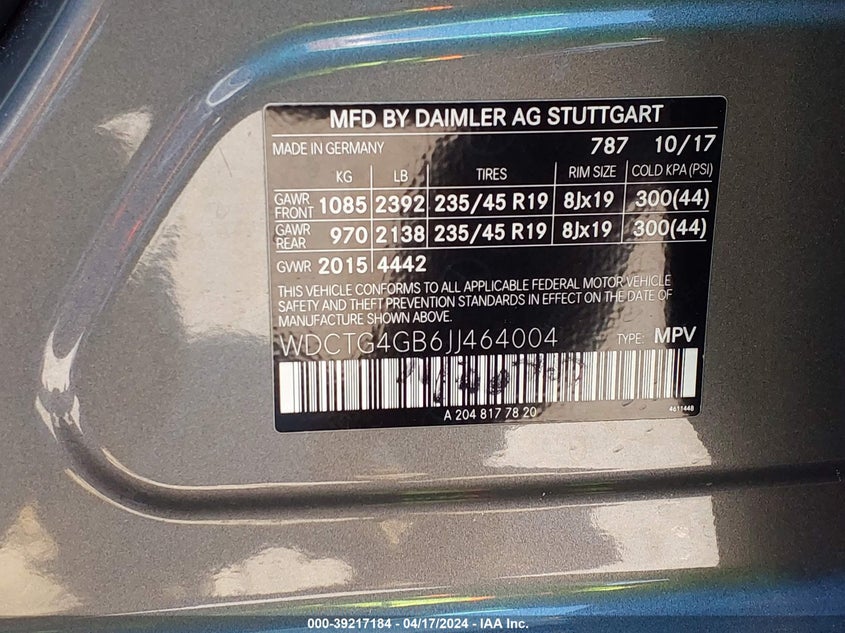 MFD BY DAIMLER AG STUTTGART
MADE IN GERMANY 787 10/17
KG LB TIRES RIM SIZE COLD KPA (PSI)
GAWR FRONT 1085 2392 235/45 R19 8Jx19 300(44)
GAWR REAR 970 2138 235/45 R19 8Jx19 300(44)
GVWR 2015 4442
THIS VEHICLE CONFORMS TO ALL APPLICABLE FEDERAL MOTOR VEHICLE
SAFETY AND THEFT PREVENTION STANDARDS IN EFFECT ON THE DATE OF
MANUFACTURE SHOWN ABOVE.
WDCTG4GB6JJ464004 TYPE: MPV
A 204 817 78 20 4611448
000-39217184 - 04/17/2024 - IAA Inc.